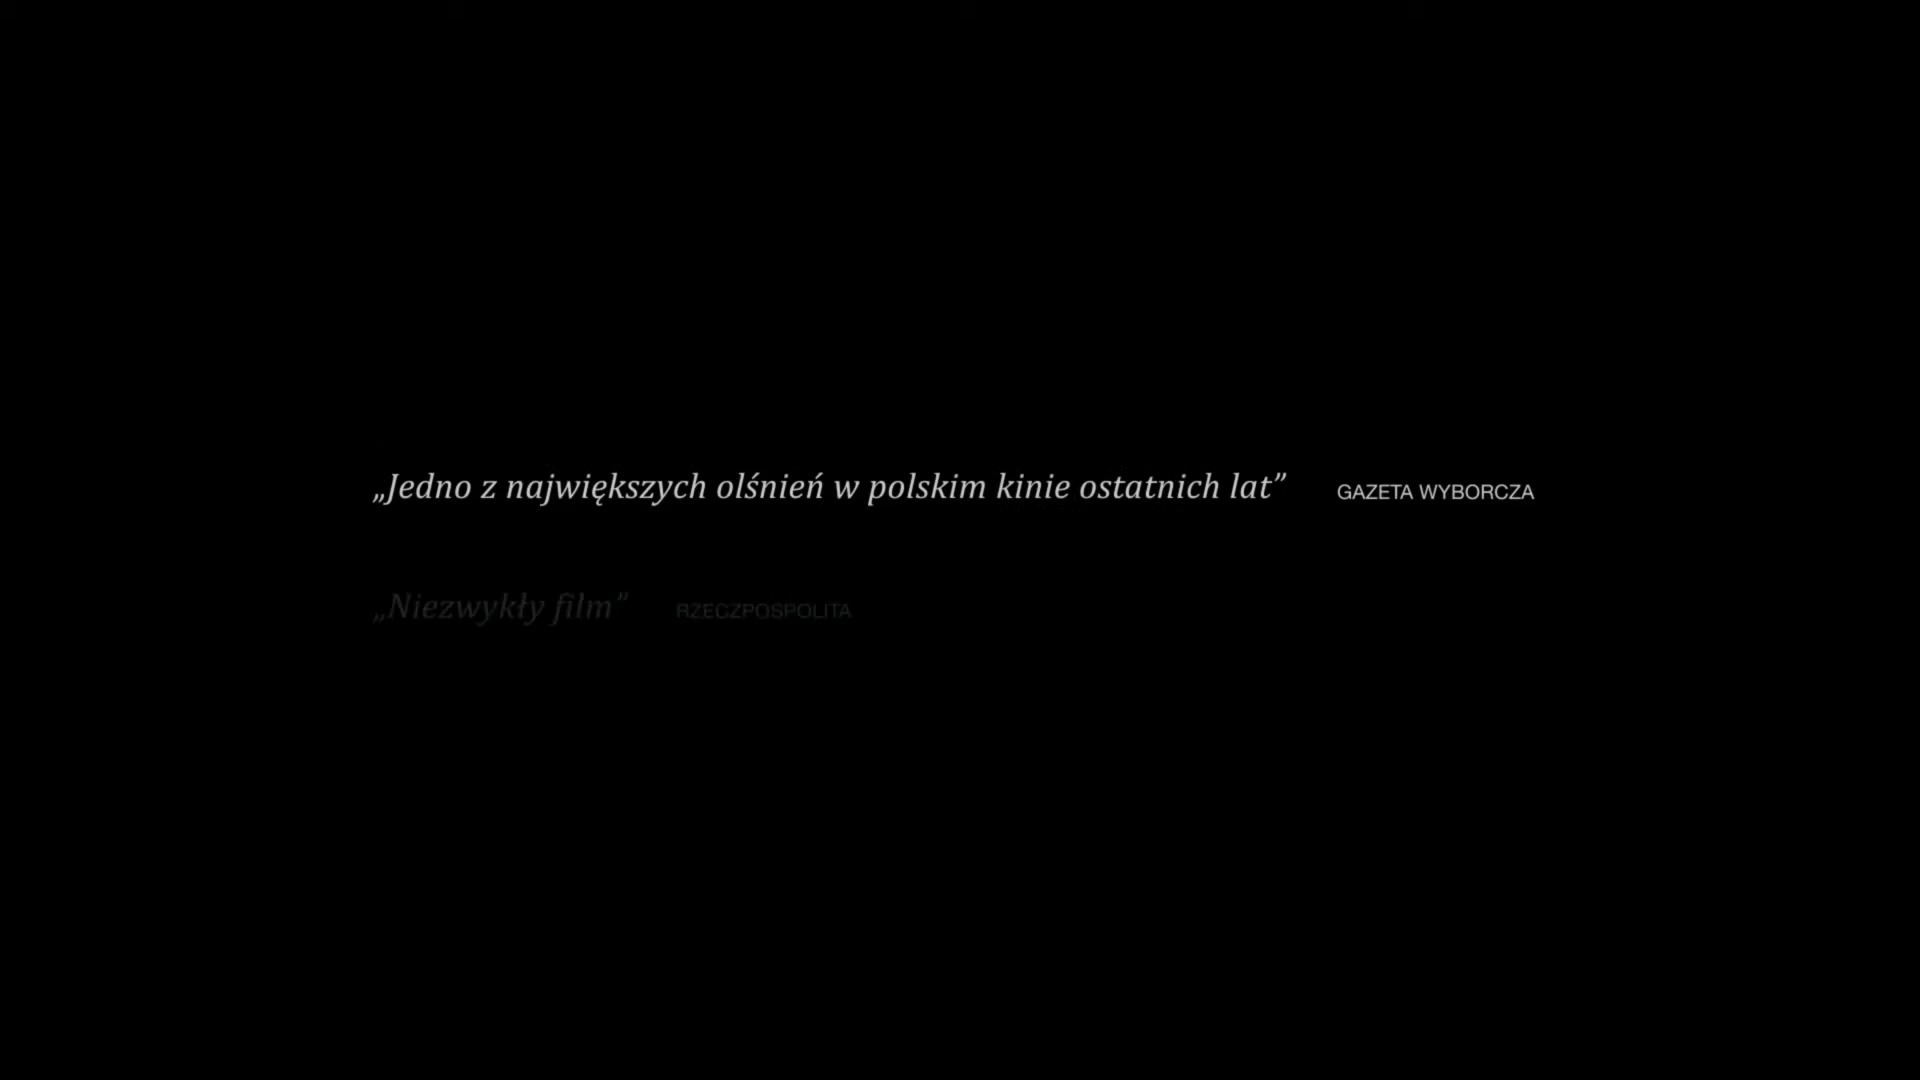 „Jedno z największych olśnień w polskim kinie ostatnich lat” GAZETA WYBORCZA
„Niezwykły film” RZECZPOSPOLITA